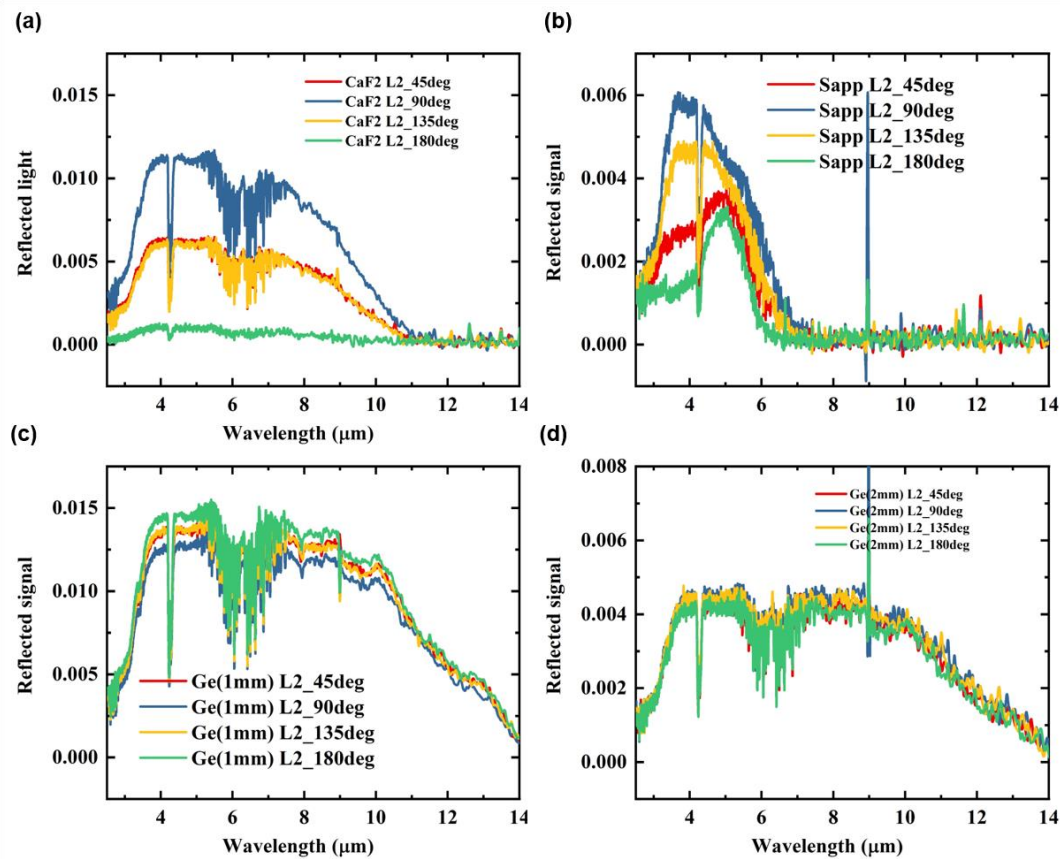 (a)
CaF2 L2_45deg
CaF2 L2_90deg
CaF2 L2_135deg
CaF2 L2_180deg
Reflected light
0.015
0.010
0.005
0.000
4
6
8
10
12
14
Wavelength (μm)
(b)
Sapp L2_45deg
Sapp L2_90deg
Sapp L2_135deg
Sapp L2_180deg
Reflected signal
0.006
0.004
0.002
0.000
4
6
8
10
12
14
Wavelength (μm)
(c)
Ge(1mm) L2_45deg
Ge(1mm) L2_90deg
Ge(1mm) L2_135deg
Ge(1mm) L2_180deg
Reflected signal
0.015
0.010
0.005
0.000
4
6
8
10
12
14
Wavelength (μm)
(d)
Ge(2mm) L2_45deg
Ge(2mm) L2_90deg
Ge(2mm) L2_135deg
Ge(2mm) L2_180deg
Reflected signal
0.008
0.006
0.004
0.002
0.000
4
6
8
10
12
14
Wavelength (μm)